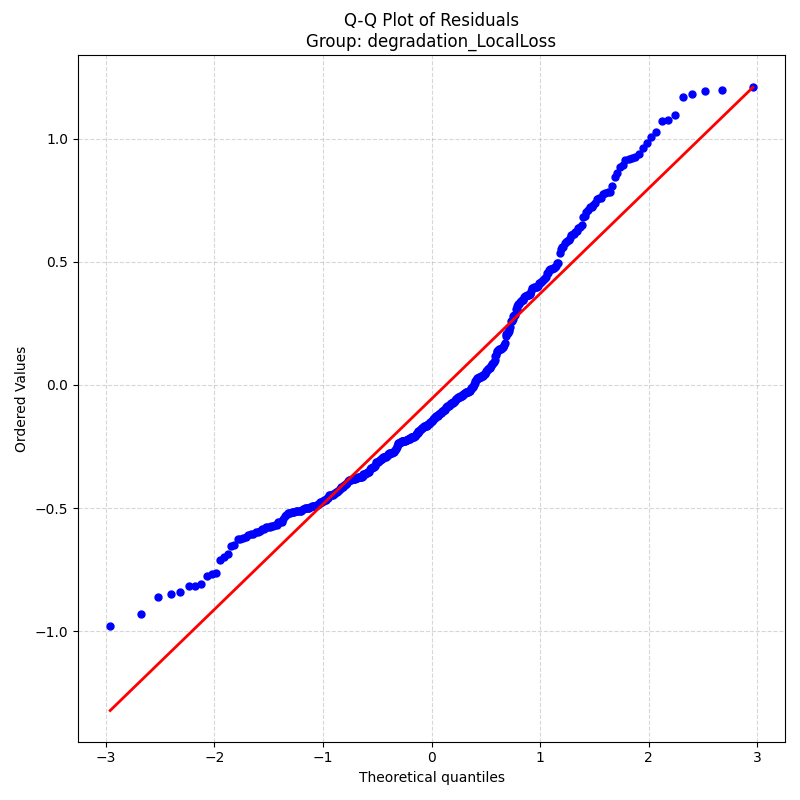 Q-Q Plot of Residuals
Group: degradation_LocalLoss
Ordered Values
1.0
0.5
0.0
−0.5
−1.0
−3 −2 −1 0 1 2 3
Theoretical quantiles